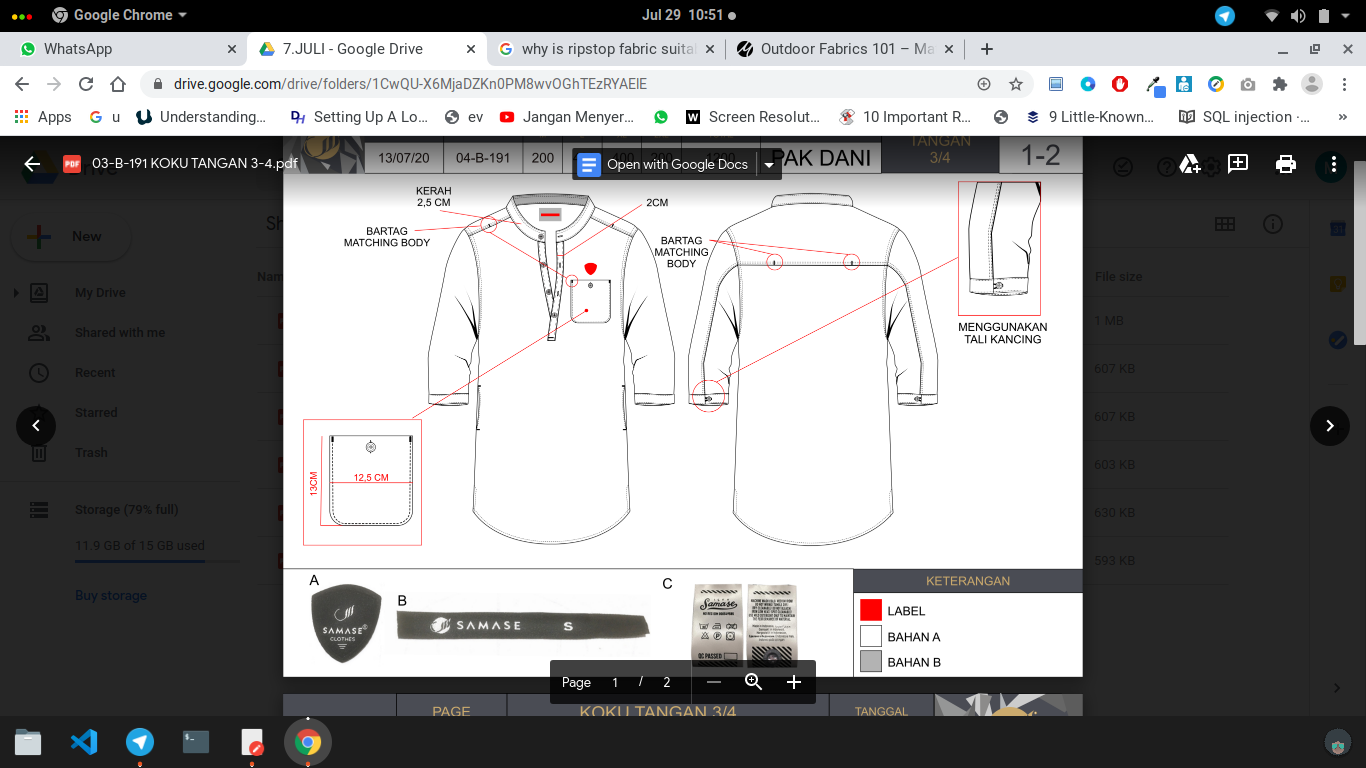 Google Chrome
Jul 29 10:51
WhatsApp
7.JULI - Google Drive
why is ripstop fabric suita
Outdoor Fabrics 101 – Ma
drive.google.com/drive/folders/1CwQU-X6MjaDZKn0PM8wvOGhTEzRYAElE
Apps
u
Understanding...
Setting Up A Lo...
ev
Jangan Menyer...
Screen Resolut...
10 Important R...
9 Little-Known...
SQL injection -...
»
03-B-191 KOKU TANGAN 3-4.pdf
Open with Google Docs
13/07/20
04-B-191
200
PAK DANI
TANGAN
3/4
1-2
Drive
New
My Drive
Shared with me
Recent
Starred
Trash
Storage (79% full)
11.9 GB of 15 GB used
Buy storage
File size
1 MB
607 KB
607 KB
603 KB
630 KB
593 KB
KERAH
2,5 CM
2CM
BARTAG
MATCHING BODY
BARTAG
MATCHING
BODY
MENGGUNAKAN
TALI KANCING
13CM
12,5 CM
A
SAMASE®
CLOTHES
B
SAMASE
S
C
Samase
QC PASSED
KETERANGAN
LABEL
BAHAN A
BAHAN B
Page 1 / 2
PAGE
KOKU TANGAN 3/4
TANGGAL